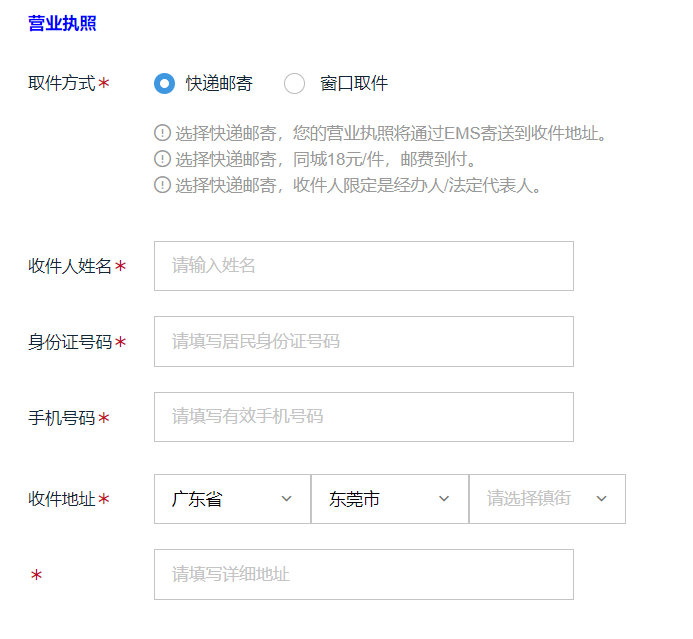 营业执照
取件方式* 快递邮寄 窗口取件
选择快递邮寄，您的营业执照将通过EMS寄送到收件地址。
选择快递邮寄，同城18元/件，邮费到付。
选择快递邮寄，收件人限定是经办人/法定代表人。
收件人姓名* 请输入姓名
身份证号码* 请填写居民身份证号码
手机号码* 请填写有效手机号码
收件地址* 广东省 东莞市 请选择镇街
* 请填写详细地址